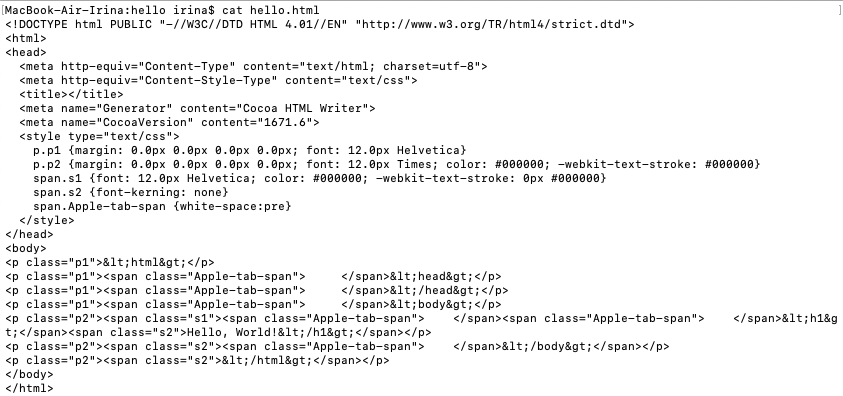 [MacBook-Air-Irina:hello irina$ cat hello.html ]
<!DOCTYPE html PUBLIC "-//W3C//DTD HTML 4.01//EN" "http://www.w3.org/TR/html4/strict.dtd">
<html>
<head>
  <meta http-equiv="Content-Type" content="text/html; charset=utf-8">
  <meta http-equiv="Content-Style-Type" content="text/css">
  <title></title>
  <meta name="Generator" content="Cocoa HTML Writer">
  <meta name="CocoaVersion" content="1671.6">
  <style type="text/css">
    p.p1 {margin: 0.0px 0.0px 0.0px 0.0px; font: 12.0px Helvetica}
    p.p2 {margin: 0.0px 0.0px 0.0px 0.0px; font: 12.0px Times; color: #000000; -webkit-text-stroke: #000000}
    span.s1 {font: 12.0px Helvetica; color: #000000; -webkit-text-stroke: 0px #000000}
    span.s2 {font-kerning: none}
    span.Apple-tab-span {white-space:pre}
  </style>
</head>
<body>
<p class="p1">&lt;html&gt;</p>
<p class="p1"><span class="Apple-tab-span">     </span>&lt;head&gt;</p>
<p class="p1"><span class="Apple-tab-span">     </span>&lt;/head&gt;</p>
<p class="p1"><span class="Apple-tab-span">     </span>&lt;body&gt;</p>
<p class="p2"><span class="s1"><span class="Apple-tab-span">    </span><span class="Apple-tab-span">    </span>&lt;h1&g
t;</span><span class="s2">Hello, World!&lt;/h1&gt;</span></p>
<p class="p2"><span class="s2"><span class="Apple-tab-span">    </span>&lt;/body&gt;</span></p>
<p class="p2"><span class="s2">&lt;/html&gt;</span></p>
</body>
</html>